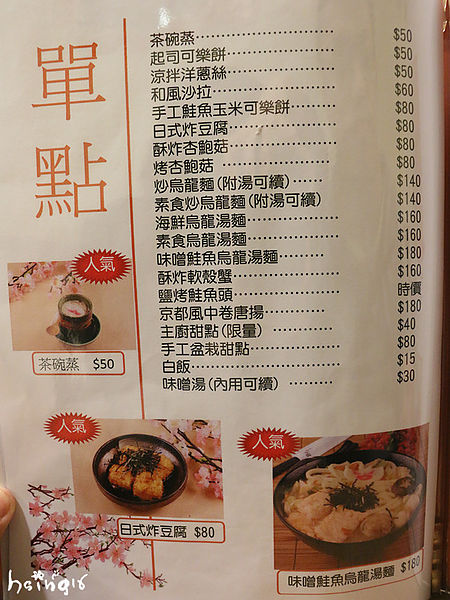 單點
茶碗蒸………………… $50
起司可樂餅……………… $50
涼拌洋蔥絲……………… $50
和風沙拉………………… $60
手工鮭魚玉米可樂餅…… $80
日式炸豆腐……………… $80
酥炸杏鮑菇……………… $80
烤杏鮑菇 ……………… $80
炒烏龍麵(附湯可續)…… $140
素食炒烏龍麵(附湯可續) $140
海鮮烏龍湯麵…………… $160
素食烏龍湯麵…………… $160
味噌鮭魚烏龍湯麵……… $180
酥炸軟殼蟹……………… $160
鹽烤鮭魚頭……………… 時價
京都風中卷唐揚………… $180
主廚甜點(限量) ……… $40
手工盆栽甜點…………… $80
白飯……………………… $15
味噌湯(內用可續) …… $30
人氣
茶碗蒸 $50
人氣
日式炸豆腐 $80
人氣
味噌鮭魚烏龍湯麵 $180
haing18